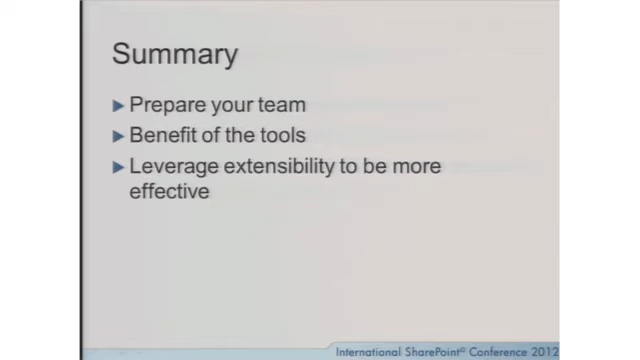 Summary
Prepare your team
Benefit of the tools
Leverage extensibility to be more
effective
International SharePoint® Conference 2012